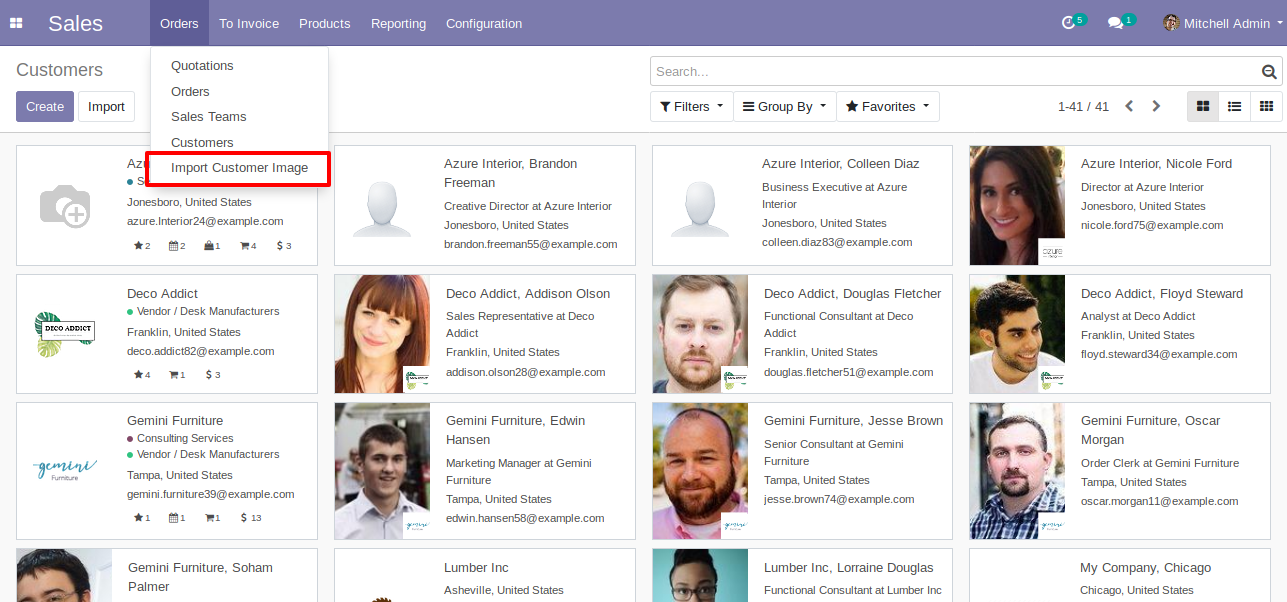 Sales
Orders
To Invoice
Products
Reporting
Configuration
5
1
Mitchell Admin
Customers
Create
Import
Quotations
Orders
Sales Teams
Customers
Import Customer Image
Search...
Filters
Group By
Favorites
1-41 / 41
Jonesboro, United States
azure.Interior24@example.com
2 2 1 4 $ 3
Azure Interior, Brandon
Freeman
Creative Director at Azure Interior
Jonesboro, United States
brandon.freeman55@example.com
Azure Interior, Colleen Diaz
Business Executive at Azure
Interior
Jonesboro, United States
colleen.diaz83@example.com
Azure Interior, Nicole Ford
Director at Azure Interior
Jonesboro, United States
nicole.ford75@example.com
azure
DECO ADDICT
Deco Addict
Vendor / Desk Manufacturers
Franklin, United States
deco.addict82@example.com
4 1 $ 3
Deco Addict, Addison Olson
Sales Representative at Deco
Addict
Franklin, United States
addison.olson28@example.com
Deco Addict, Douglas Fletcher
Functional Consultant at Deco
Addict
Franklin, United States
douglas.fletcher51@example.com
Deco Addict, Floyd Steward
Analyst at Deco Addict
Franklin, United States
floyd.steward34@example.com
gemini
Furniture
Gemini Furniture
Consulting Services
Vendor / Desk Manufacturers
Tampa, United States
gemini.furniture39@example.com
1 1 1 $ 13
Gemini Furniture, Edwin
Hansen
Marketing Manager at Gemini
Furniture
Tampa, United States
edwin.hansen58@example.com
gemini
Gemini Furniture, Jesse Brown
Senior Consultant at Gemini
Furniture
Tampa, United States
jesse.brown74@example.com
gemini
Gemini Furniture, Oscar
Morgan
Order Clerk at Gemini Furniture
Tampa, United States
oscar.morgan11@example.com
gemini
Gemini Furniture, Soham
Palmer
Lumber Inc
Asheville, United States
Lumber Inc, Lorraine Douglas
Functional Consultant at Lumber Inc
My Company, Chicago
Chicago, United States